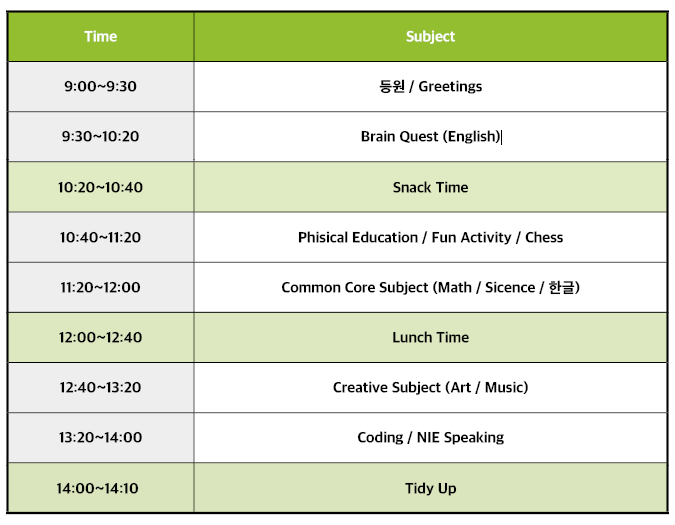 Time Subject
9:00~9:30 등원 / Greetings
9:30~10:20 Brain Quest (English)
10:20~10:40 Snack Time
10:40~11:20 Phisical Education / Fun Activity / Chess
11:20~12:00 Common Core Subject (Math / Sicence / 한글)
12:00~12:40 Lunch Time
12:40~13:20 Creative Subject (Art / Music)
13:20~14:00 Coding / NIE Speaking
14:00~14:10 Tidy Up